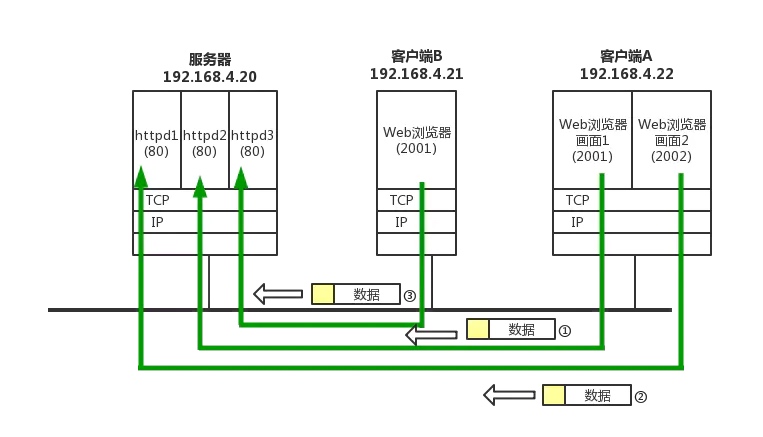 服务器
192.168.4.20
客户端B
192.168.4.21
客户端A
192.168.4.22
httpd1
(80)
httpd2
(80)
httpd3
(80)
Web浏览器
(2001)
Web浏览器
画面1
(2001)
Web浏览器
画面2
(2002)
TCP
IP
TCP
IP
TCP
IP
数据 ③
数据 ①
数据 ②